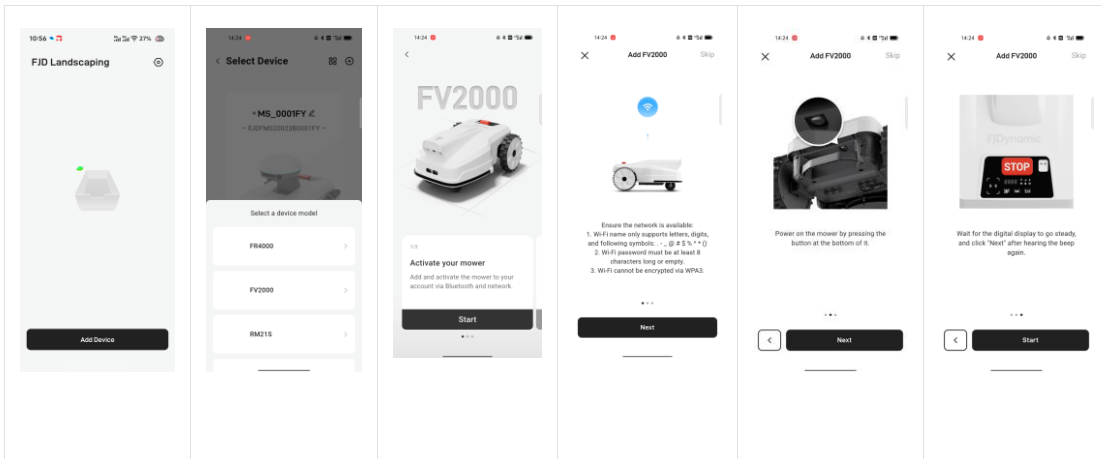 10:56
27%
FJD Landscaping
Add Device
14:24
Select Device
MS_0001FY
Select a device model
FR4000
FV2000
RM21S
14:24
FV2000
1/3
Activate your mower
Add and activate the mower to your
account via Bluetooth and network.
Start
14:24
Add FV2000
Skip
Ensure the network is available:
1. Wi-Fi name only supports letters, digits,
and following symbols: . - _ @ # $ % ^ * ()
2. Wi-Fi password must be at least 8
characters long or empty.
3. Wi-Fi cannot be encrypted via WPA3.
Next
14:24
Add FV2000
Skip
Power on the mower by pressing the
button at the bottom of it.
Next
14:24
Add FV2000
Skip
FJDynamic
STOP
Wait for the digital display to go steady,
and click "Next" after hearing the beep
again.
Start